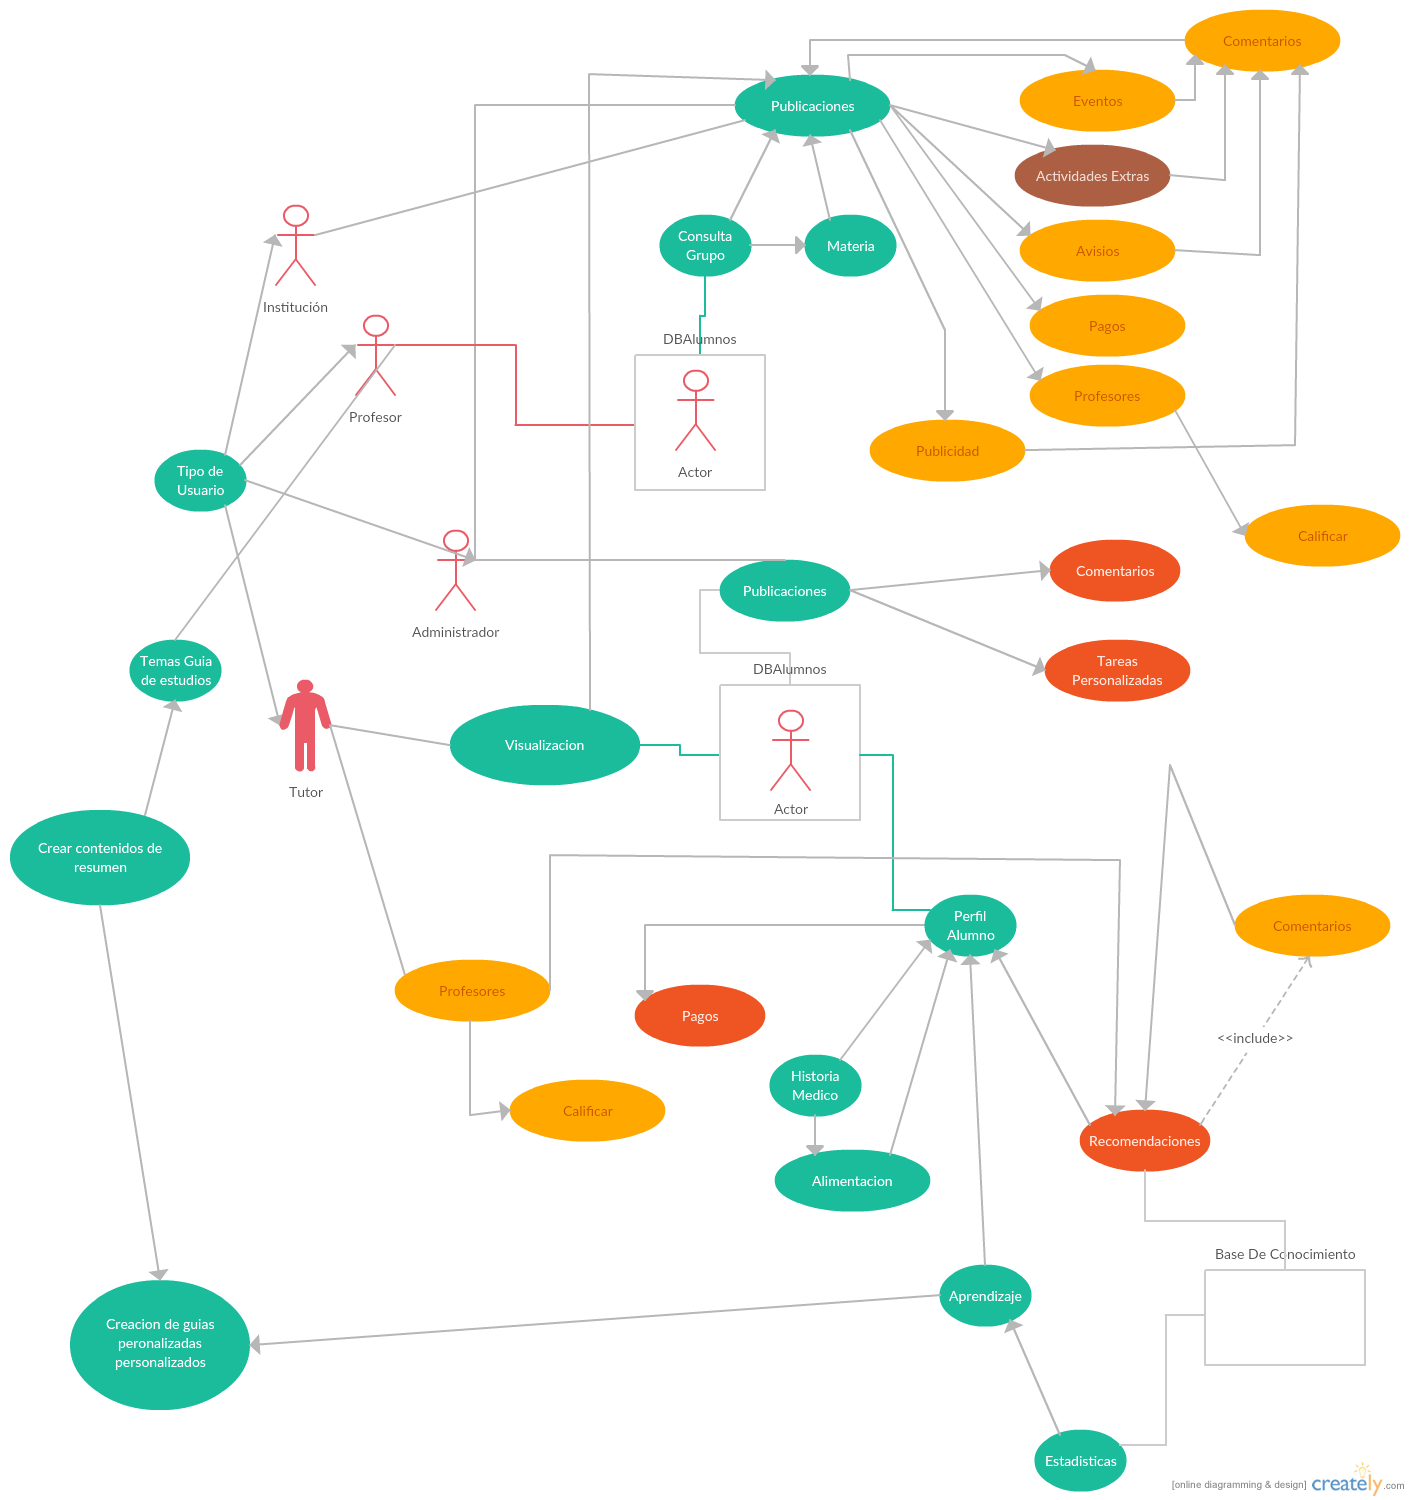 Comentarios
Publicaciones
Eventos
Actividades Extras
Consulta
Grupo
Materia
Avisios
Institución
Pagos
DBAlumnos
Profesor
Profesores
Actor
Publicidad
Tipo de
Usuario
Calificar
Administrador
Publicaciones
Comentarios
Temas Guia
de estudios
DBAlumnos
Tareas
Personalizadas
Visualizacion
Tutor
Actor
Crear contenidos de
resumen
Perfil
Alumno
Comentarios
Profesores
Pagos
<<include>>
Historia
Medico
Calificar
Recomendaciones
Alimentacion
Base De Conocimiento
Aprendizaje
Creacion de guias
peronalizadas
personalizados
Estadisticas
[online diagramming & design] creately.com